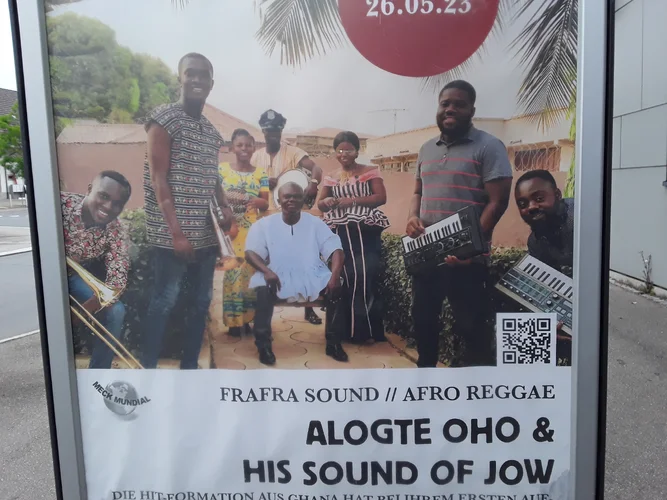 26.05.23
MECK MUNDIAL
FRAFRA SOUND // AFRO REGGAE
ALOGTE OHO &
HIS SOUND OF JOW
DIE HIT-FORMATION AUS GHANA HAT BEI IHREM ERSTEN AUF-